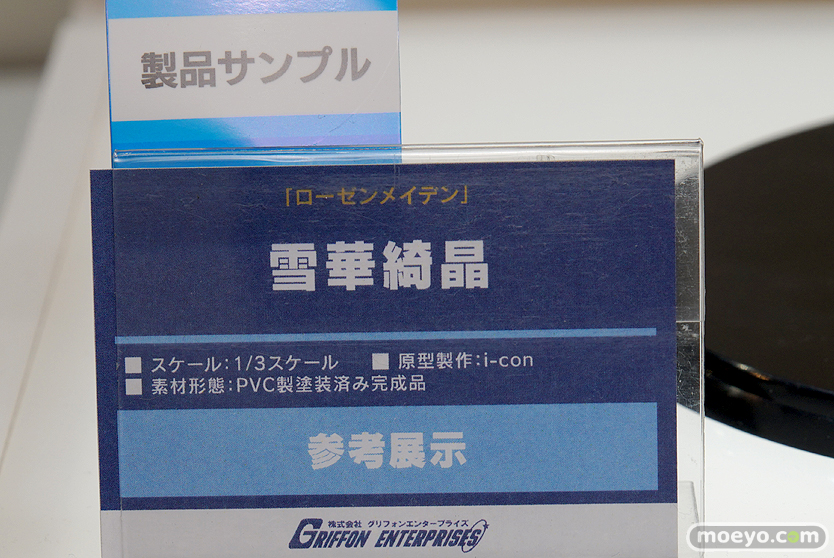 製品サンプル
「ローゼンメイデン」
雪華綺晶
■ スケール:1/3スケール ■ 原型製作:i-con
■ 素材形態:PVC製塗装済み完成品
参考展示
株式会社 グリフォンエンタープライズ
GRIFFON ENTERPRISES
moeyo.com